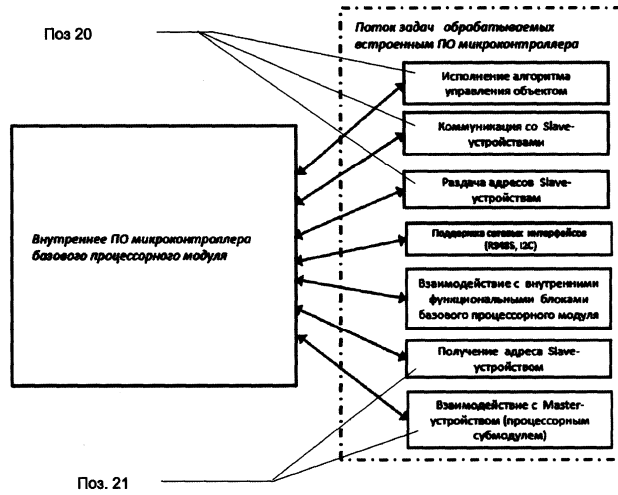 Поз 20
Поток задач обрабатываемых
встроенным ПО микроконтроллера
Исполнение алгоритма
управления объектом
Коммуникация со Slave-
устройствами
Раздача адресов Slave-
устройствам
Поддержка сетевых интерфейсов
(RS485, I2C)
Внутреннее ПО микроконтроллера
базового процессорного модуля
Взаимодействие с внутренними
функциональными блоками
базового процессорного модуля
Получение адреса Slave-
устройством
Взаимодействие с Master-
устройством (процессорным
субмодулем)
Поз. 21